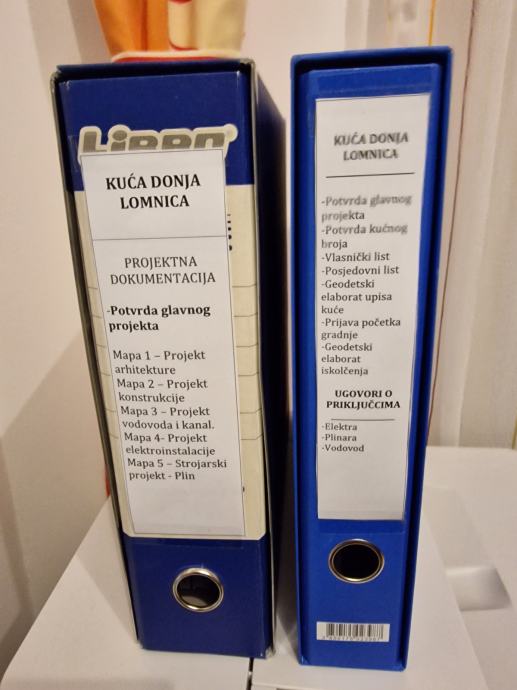 Lipro
KUĆA DONJA
LOMNICA
PROJEKTNA
DOKUMENTACIJA
-Potvrda glavnog
projekta
Mapa 1 – Projekt
arhitekture
Mapa 2 – Projekt
konstrukcije
Mapa 3 – Projekt
vodovoda i kanal.
Mapa 4- Projekt
elektroinstalacije
Mapa 5 – Strojarski
projekt - Plin
KUĆA DONJA
LOMNICA
-Potvrda glavnog
projekta
-Potvrda kućnog
broja
-Vlasnički list
-Posjedovni list
-Geodetski
elaborat upisa
kuće
-Prijava početka
gradnje
-Geodetski
elaborat
iskolčenja
UGOVORI O
PRIKLJUČCIMA
-Elektra
-Plinara
-Vodovod